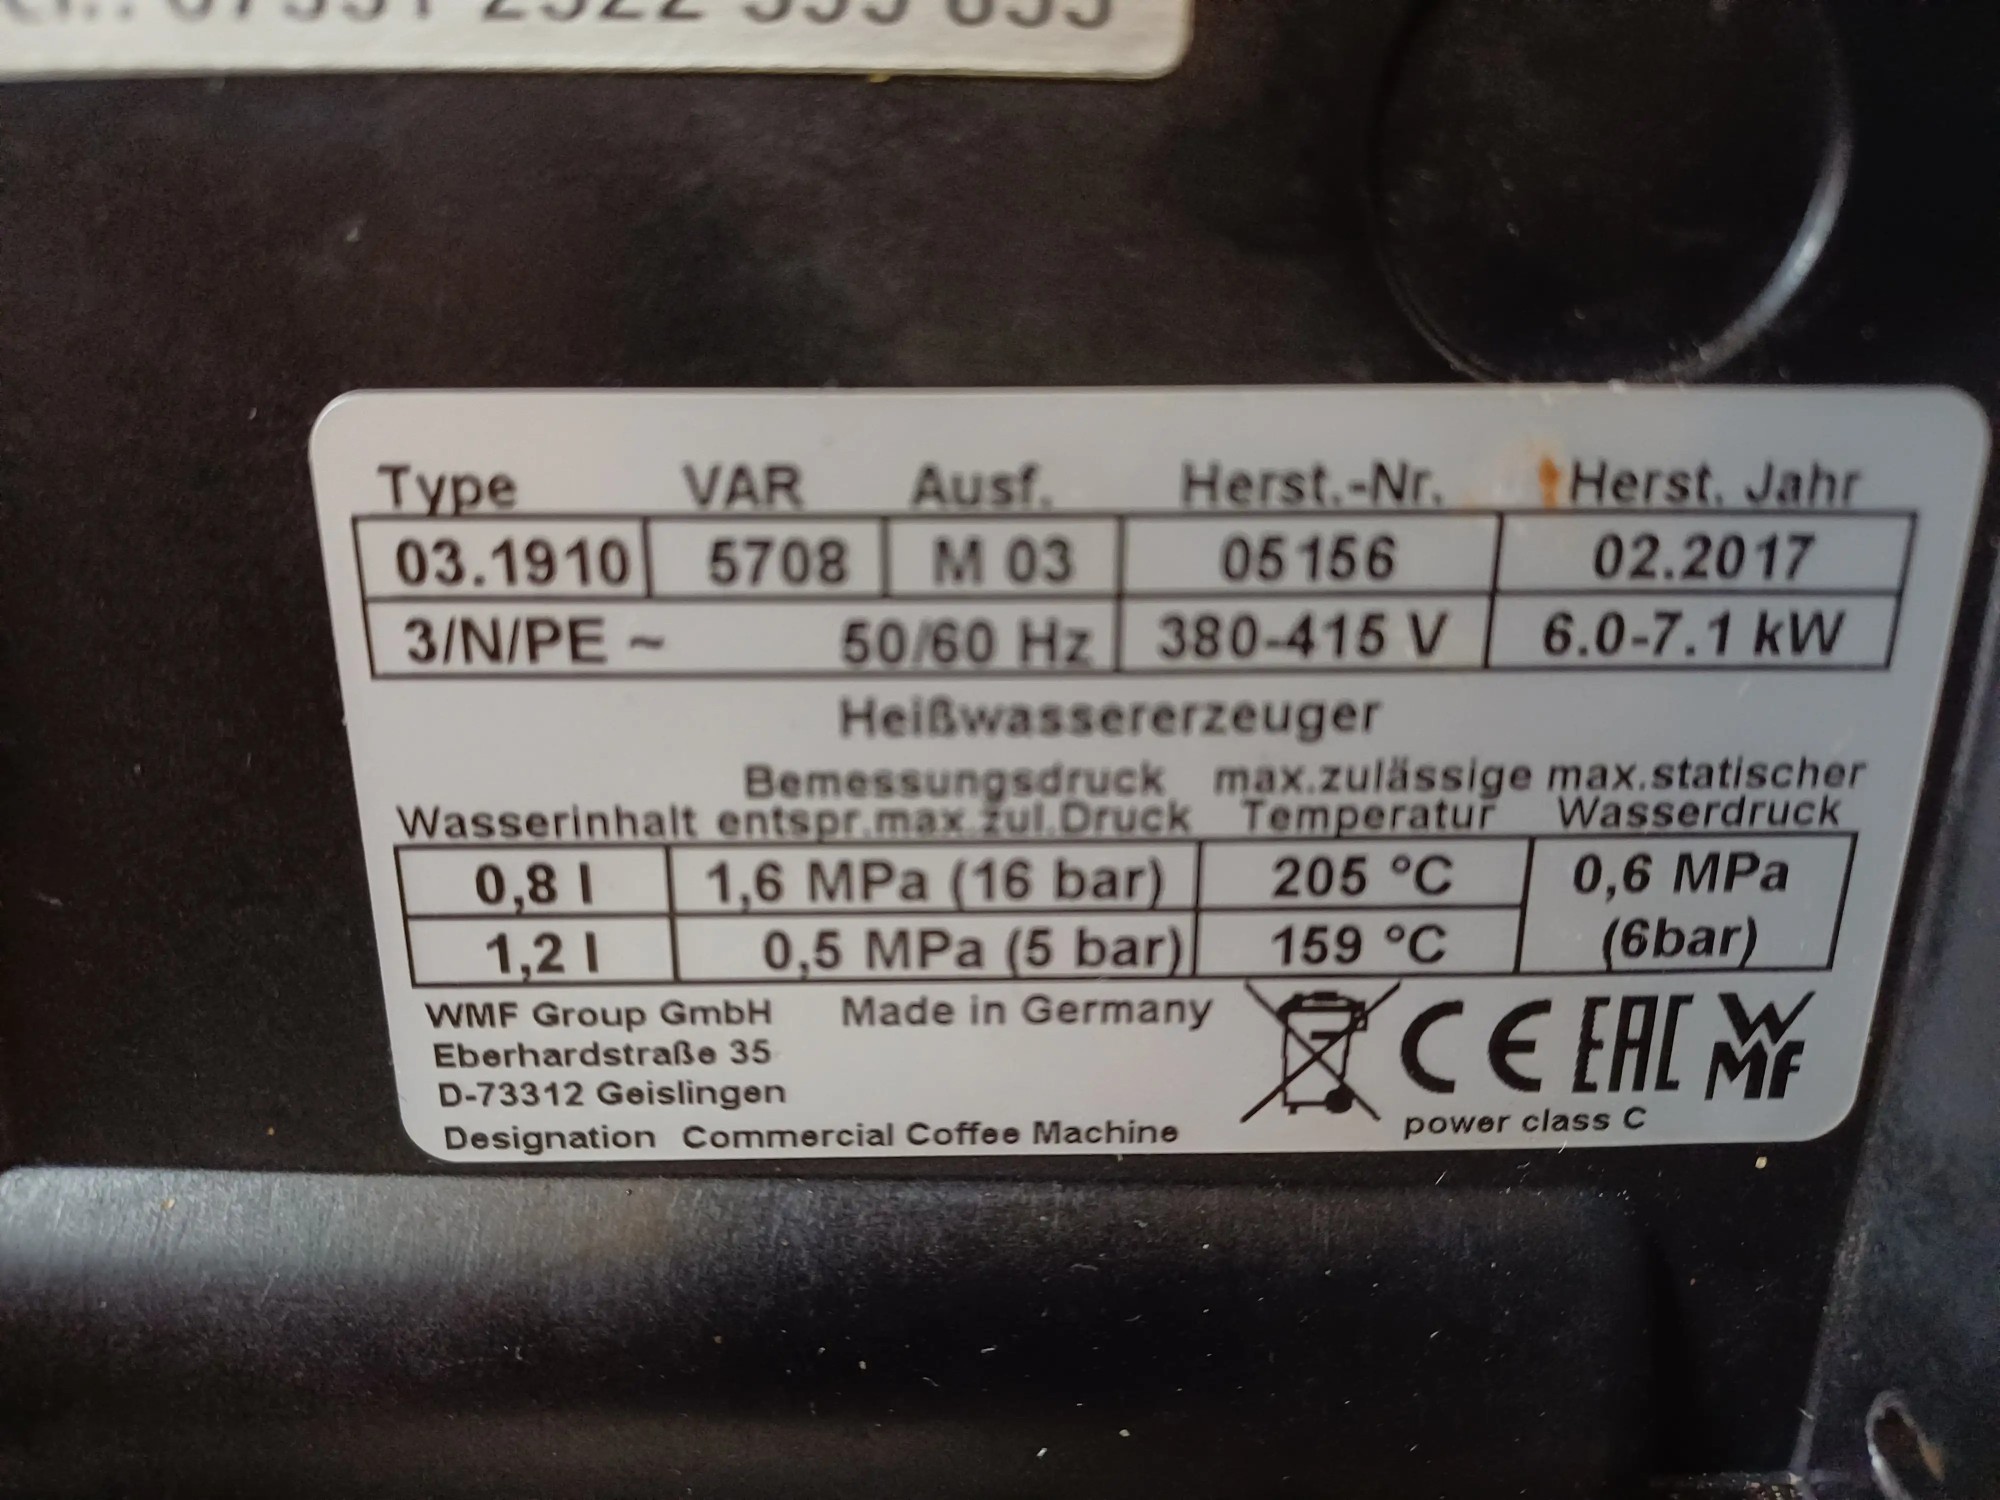 07331 2322 355 655
Type VAR Ausf. Herst.-Nr. Herst. Jahr
03.1910 5708 M 03 05156 02.2017
3/N/PE ~ 50/60 Hz 380-415 V 6.0-7.1 kW
Heißwassererzeuger
Bemessungsdruck max.zulässige max.statischer
Wasserinhalt entspr.max.zul.Druck Temperatur Wasserdruck
0,8 l 1,6 MPa (16 bar) 205 °C 0,6 MPa
1,2 l 0,5 MPa (5 bar) 159 °C (6bar)
WMF Group GmbH Made in Germany
Eberhardstraße 35
D-73312 Geislingen
CE EAC WMF
Designation Commercial Coffee Machine power class C